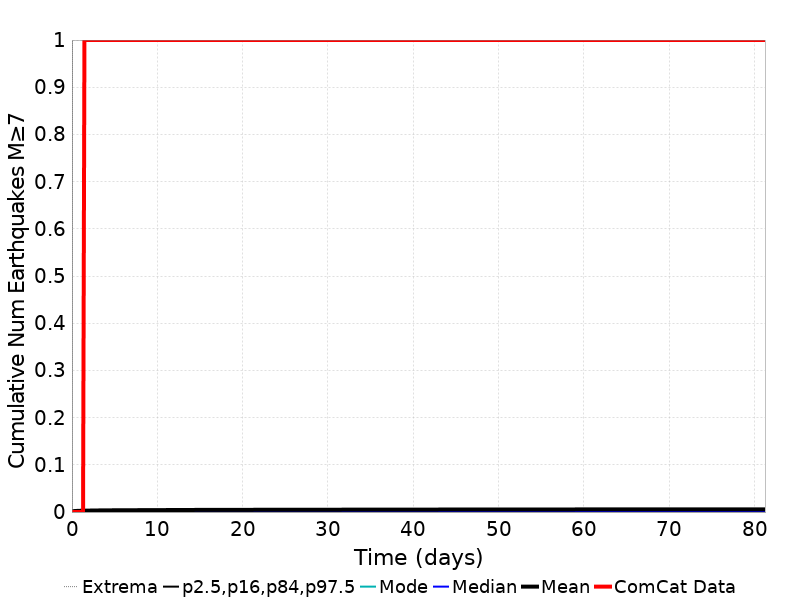 Cumulative Num Earthquakes M≥7
1
0.9
0.8
0.7
0.6
0.5
0.4
0.3
0.2
0.1
0
0 10 20 30 40 50 60 70 80
Time (days)
Extrema p2.5,p16,p84,p97.5 Mode Median Mean ComCat Data